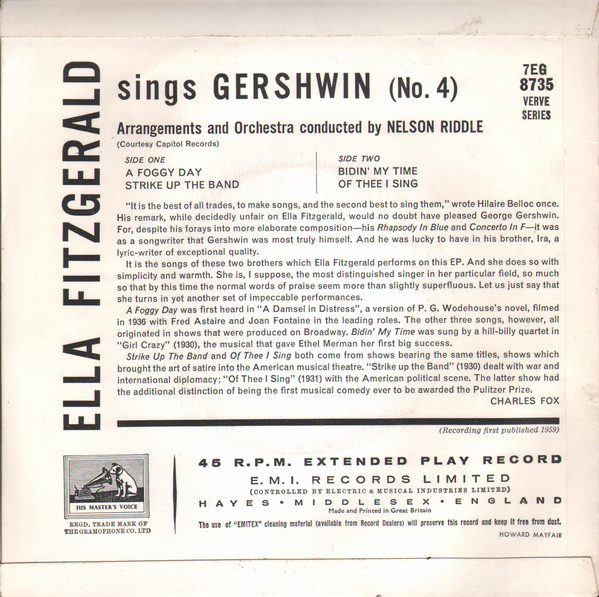 ELLA FITZGERALD
sings GERSHWIN (No. 4)
7EG
8735
VERVE
SERIES
Arrangements and Orchestra conducted by NELSON RIDDLE
(Courtesy Capitol Records)
SIDE ONE
A FOGGY DAY
STRIKE UP THE BAND
SIDE TWO
BIDIN' MY TIME
OF THEE I SING
"It is the best of all trades, to make songs, and the second best to sing them," wrote Hilaire Belloc once.
His remark, while decidedly unfair on Ella Fitzgerald, would no doubt have pleased George Gershwin.
For, despite his forays into more elaborate composition—his Rhapsody In Blue and Concerto In F—it was
as a songwriter that Gershwin was most truly himself. And he was lucky to have in his brother, Ira, a
lyric-writer of exceptional quality.
It is the songs of these two brothers which Ella Fitzgerald performs on this EP. And she does so with
simplicity and warmth. She is, I suppose, the most distinguished singer in her particular field, so much
so that by this time the normal words of praise seem more than slightly superfluous. Let us just say that
she turns in yet another set of impeccable performances.
A Foggy Day was first heard in "A Damsel in Distress", a version of P. G. Wodehouse's novel, filmed
in 1936 with Fred Astaire and Joan Fontaine in the leading roles. The other three songs, however, all
originated in shows that were produced on Broadway. Bidin' My Time was sung by a hill-billy quartet in
"Girl Crazy" (1930), the musical that gave Ethel Merman her first big success.
Strike Up The Band and Of Thee I Sing both come from shows bearing the same titles, shows which
brought the art of satire into the American musical theatre. "Strike up the Band" (1930) dealt with war and
international diplomacy; "Of Thee I Sing" (1931) with the American political scene. The latter show had
the additional distinction of being the first musical comedy ever to be awarded the Pulitzer Prize.
CHARLES FOX
(Recording first published 1959)
HIS MASTER'S VOICE
REGD. TRADE MARK OF
THE GRAMOPHONE CO. LTD
45 R.P.M. EXTENDED PLAY RECORD
E.M.I. RECORDS LIMITED
(CONTROLLED BY ELECTRIC & MUSICAL INDUSTRIES LIMITED)
HAYES • MIDDLESEX • ENGLAND
Made and Printed in Great Britain
The use of "EMITEX" cleaning material (available from Record Dealers) will preserve this record and keep it free from dust.
HOWARD MAYFAIR